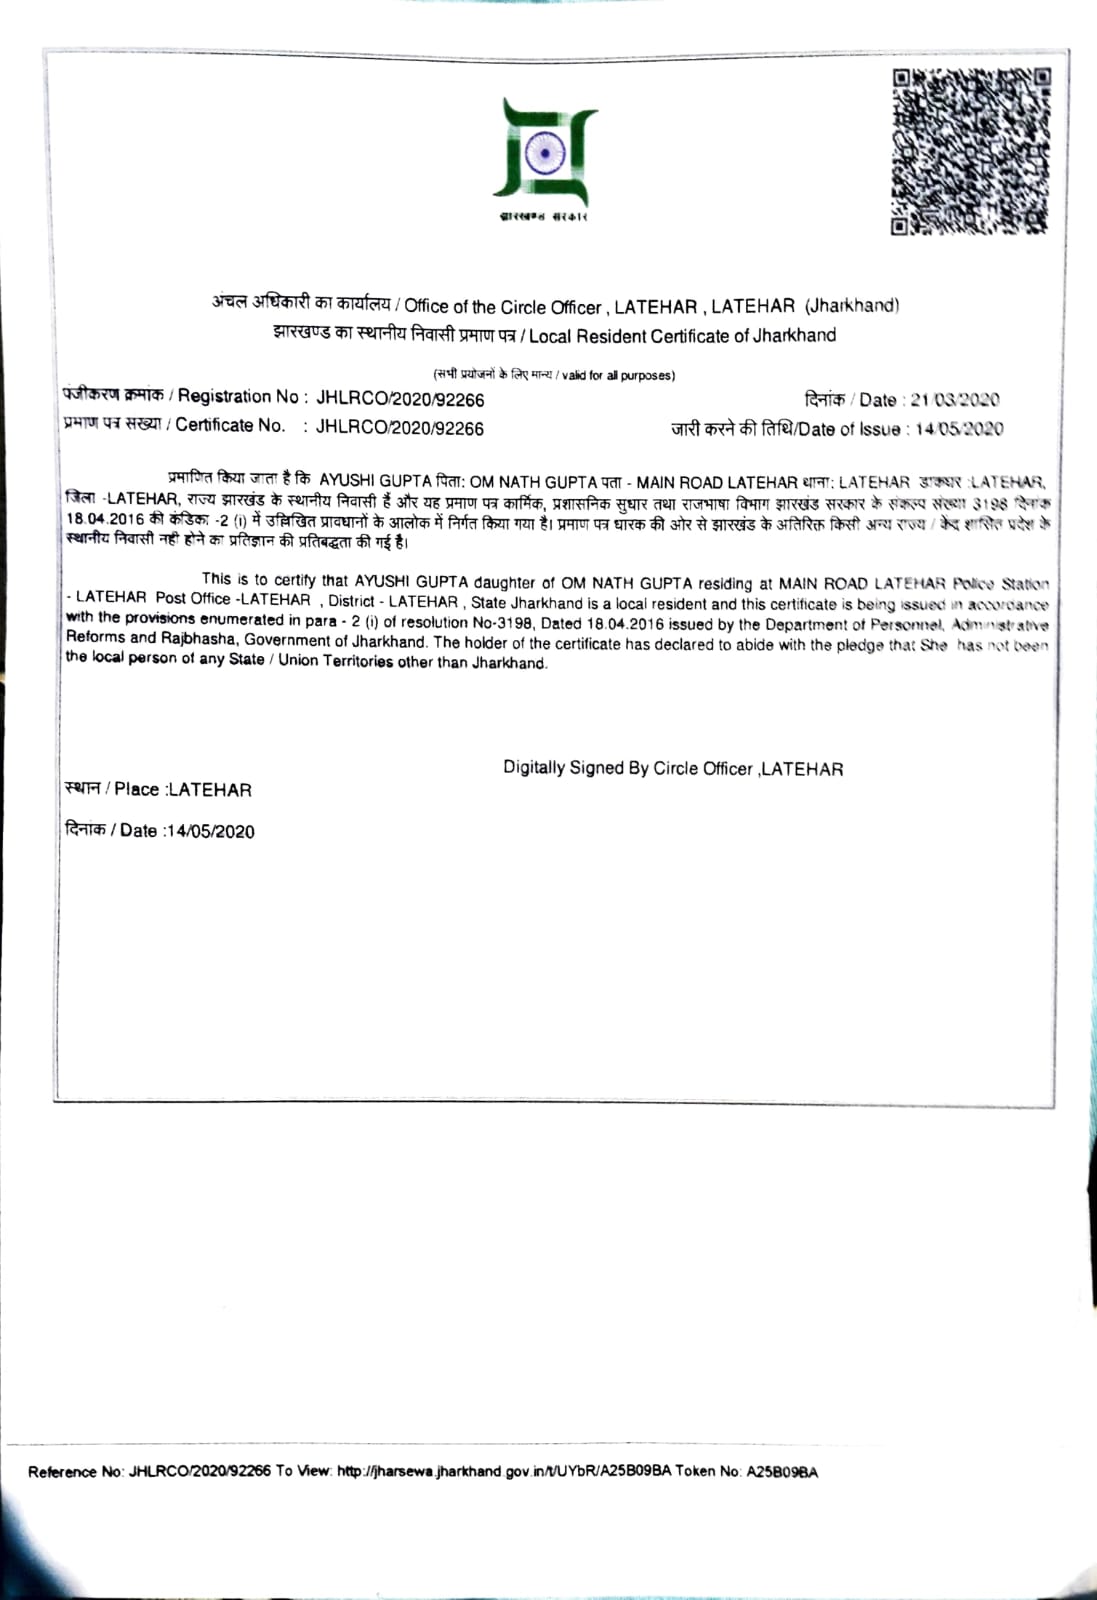 झारखण्ड सरकार
अंचल अधिकारी का कार्यालय / Office of the Circle Officer , LATEHAR , LATEHAR (Jharkhand)
झारखण्ड का स्थानीय निवासी प्रमाण पत्र / Local Resident Certificate of Jharkhand
(सभी प्रयोजनों के लिए मान्य / valid for all purposes)
पंजीकरण क्रमांक / Registration No : JHLRCO/2020/92266 दिनांक / Date : 21/03/2020
प्रमाण पत्र संख्या / Certificate No. : JHLRCO/2020/92266 जारी करने की तिथि/Date of Issue : 14/05/2020
प्रमाणित किया जाता है कि AYUSHI GUPTA पिता: OM NATH GUPTA पता - MAIN ROAD LATEHAR थाना: LATEHAR डाकघर :LATEHAR,
जिला -LATEHAR, राज्य झारखंड के स्थानीय निवासी हैं और यह प्रमाण पत्र कार्मिक, प्रशासनिक सुधार तथा राजभाषा विभाग झारखंड सरकार के संकल्प संख्या 3198 दिनांक
18.04.2016 की कंडिका -2 (i) में उल्लिखित प्रावधानों के आलोक में निर्गत किया गया है। प्रमाण पत्र धारक की ओर से झारखंड के अतिरिक्त किसी अन्य राज्य / केंद्र शासित प्रदेश के
स्थानीय निवासी नही होने का प्रतिज्ञान की प्रतिबद्धता की गई है।
This is to certify that AYUSHI GUPTA daughter of OM NATH GUPTA residing at MAIN ROAD LATEHAR Police Station
- LATEHAR Post Office -LATEHAR , District - LATEHAR , State Jharkhand is a local resident and this certificate is being issued in accordance
with the provisions enumerated in para - 2 (i) of resolution No-3198, Dated 18.04.2016 issued by the Department of Personnel, Administrative
Reforms and Rajbhasha, Government of Jharkhand. The holder of the certificate has declared to abide with the pledge that She has not been
the local person of any State / Union Territories other than Jharkhand.
Digitally Signed By Circle Officer ,LATEHAR
स्थान / Place :LATEHAR
दिनांक / Date :14/05/2020
Reference No: JHLRCO/2020/92266 To View: http://jharsewa.jharkhand.gov.in/t/UYbR/A25B09BA Token No: A25B09BA